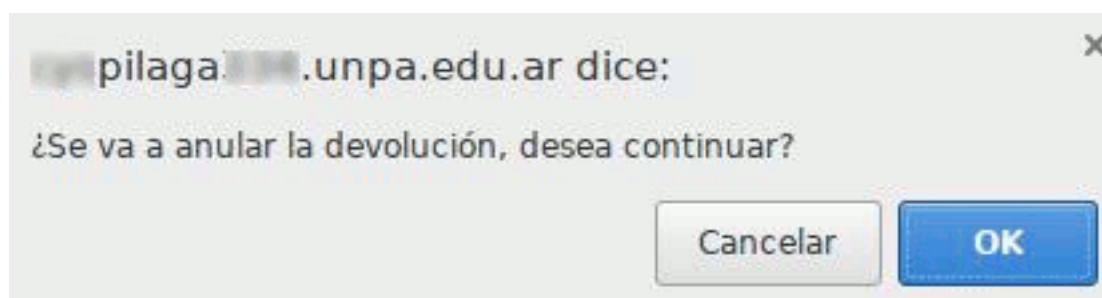 pilaga .unpa.edu.ar dice:
¿Se va a anular la devolución, desea continuar?
Cancelar OK